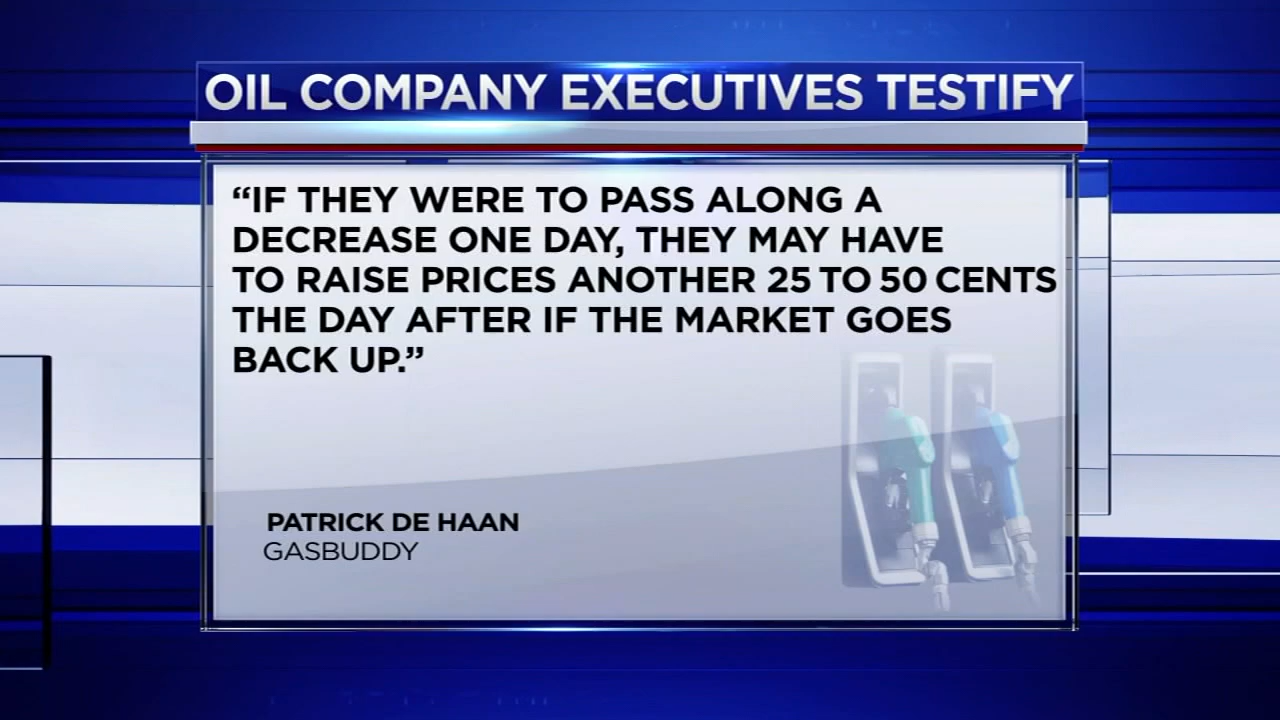 OIL COMPANY EXECUTIVES TESTIFY
“IF THEY WERE TO PASS ALONG A
DECREASE ONE DAY, THEY MAY HAVE
TO RAISE PRICES ANOTHER 25 TO 50 CENTS
THE DAY AFTER IF THE MARKET GOES
BACK UP.”
PATRICK DE HAAN
GASBUDDY